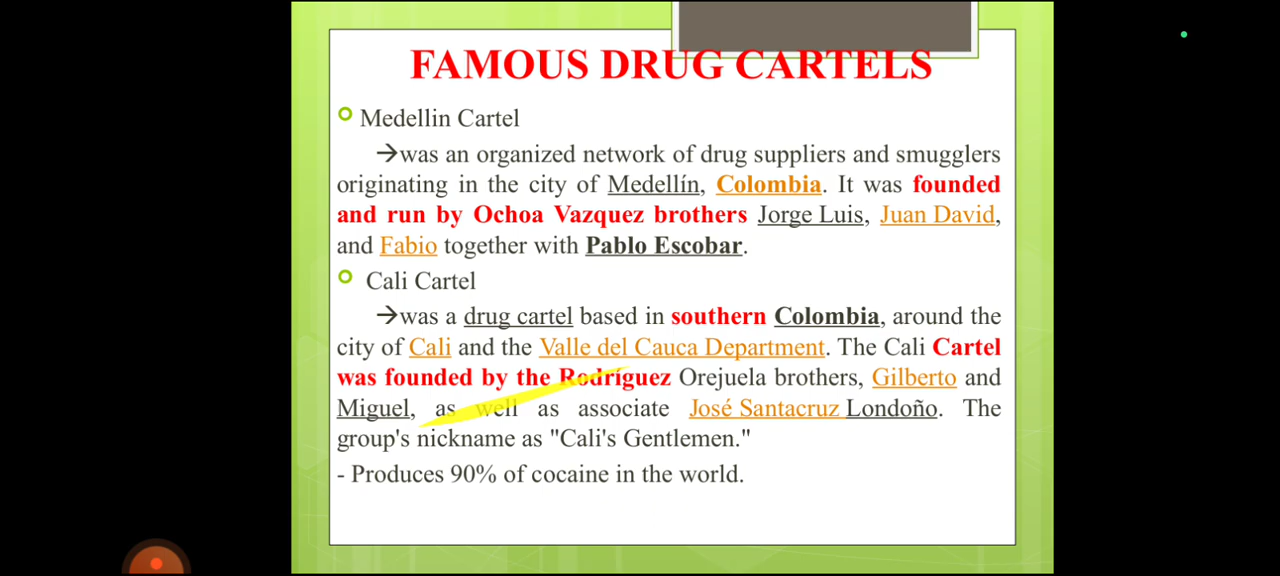 FAMOUS DRUG CARTELS
Medellin Cartel
→was an organized network of drug suppliers and smugglers
originating in the city of Medellín, Colombia. It was founded
and run by Ochoa Vazquez brothers Jorge Luis, Juan David,
and Fabio together with Pablo Escobar.
Cali Cartel
→was a drug cartel based in southern Colombia, around the
city of Cali and the Valle del Cauca Department. The Cali Cartel
was founded by the Rodríguez Orejuela brothers, Gilberto and
Miguel, as well as associate José Santacruz Londoño. The
group's nickname as "Cali's Gentlemen."
- Produces 90% of cocaine in the world.